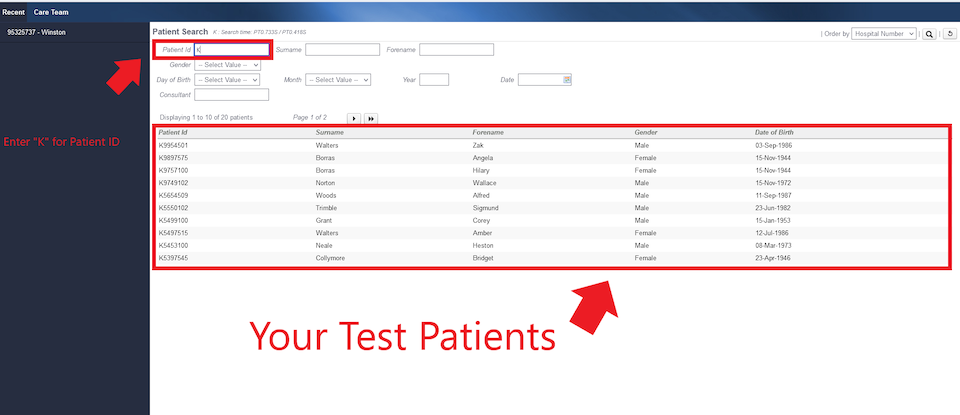 Recent Care Team
95325737 - Winston
Patient Search K : Search time: PT0.733S / PT0.418S
| Order by Hospital Number | |
Patient Id K Surname Forename
Gender -- Select Value --
Day of Birth -- Select Value -- Month -- Select Value -- Year Date
Consultant
Displaying 1 to 10 of 20 patients Page 1 of 2
Enter "K" for Patient ID
Patient Id Surname Forename Gender Date of Birth
K9954501 Walters Zak Male 03-Sep-1986
K9897575 Borras Angela Female 15-Nov-1944
K9757100 Borras Hilary Female 15-Nov-1944
K9749102 Norton Wallace Male 15-Nov-1972
K5654509 Woods Alfred Male 11-Sep-1987
K5550102 Trimble Sigmund Male 23-Jun-1982
K5499100 Grant Corey Male 15-Jan-1953
K5497515 Walters Amber Female 12-Jul-1986
K5453100 Neale Heston Male 08-Mar-1973
K5397545 Collymore Bridget Female 23-Apr-1946
Your Test Patients